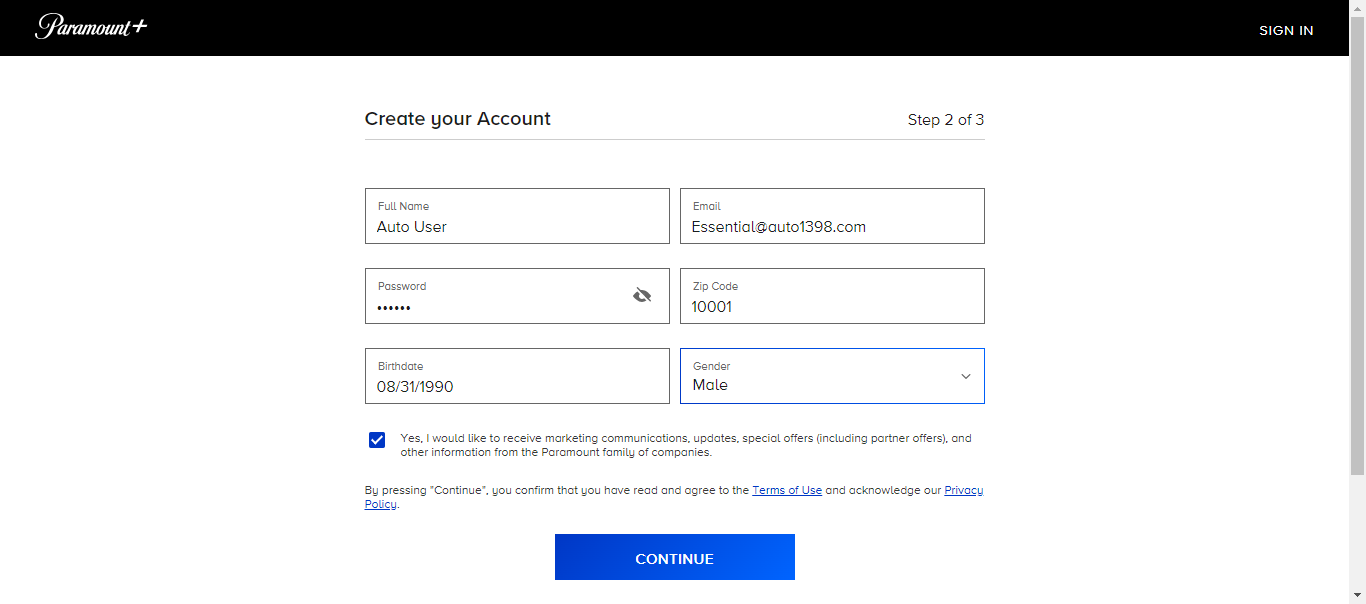 Paramount+
SIGN IN
Create your Account
Step 2 of 3
Full Name
Auto User
Email
Essential@auto1398.com
Password
••••••
Zip Code
10001
Birthdate
08/31/1990
Gender
Male
Yes, I would like to receive marketing communications, updates, special offers (including partner offers), and
other information from the Paramount family of companies.
By pressing "Continue", you confirm that you have read and agree to the Terms of Use and acknowledge our Privacy
Policy.
CONTINUE